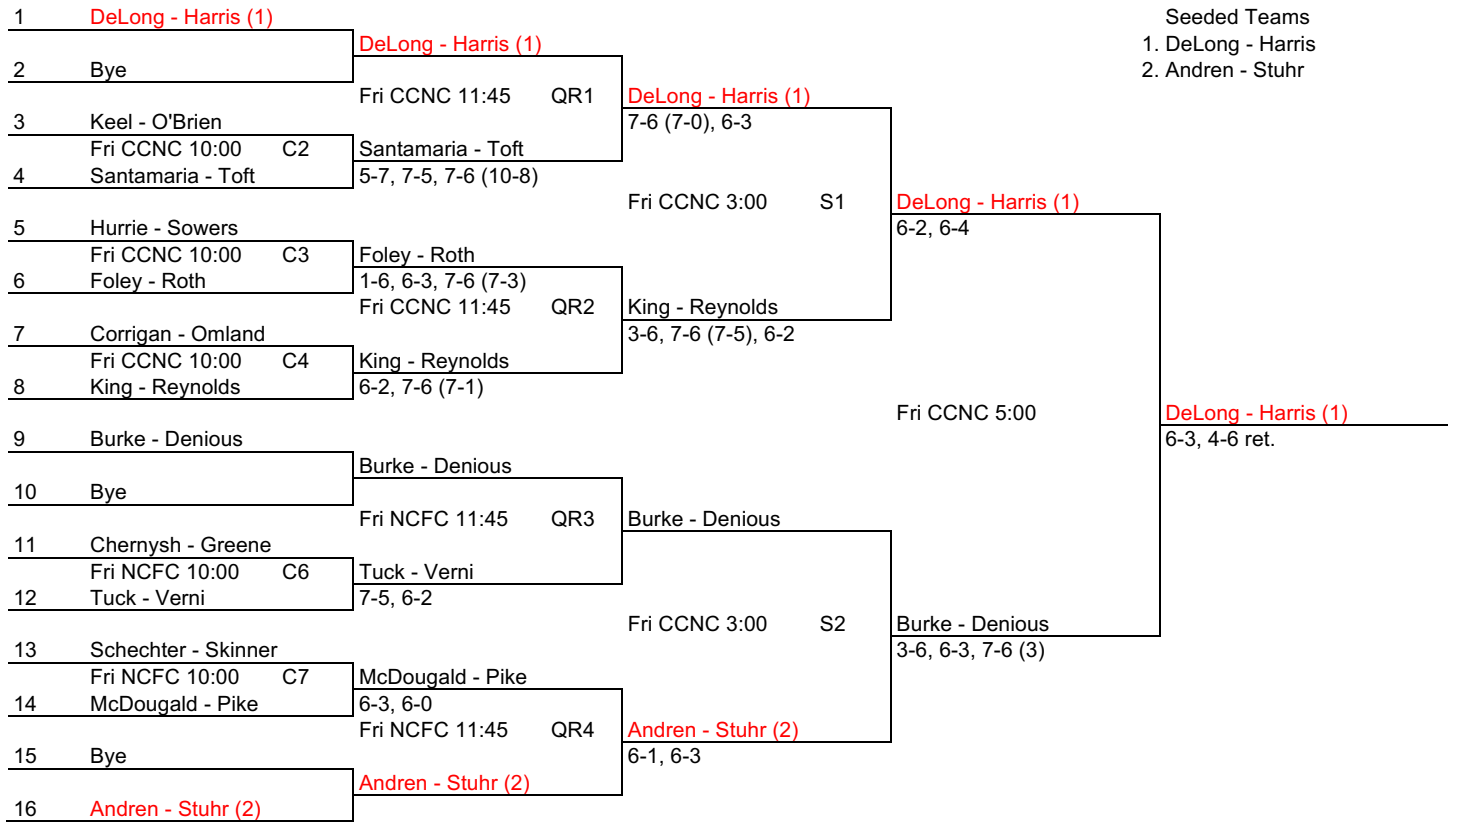 1 DeLong - Harris (1) Seeded Teams
DeLong - Harris (1) 1. DeLong - Harris
2 Bye 2. Andren - Stuhr
Fri CCNC 11:45 QR1 DeLong - Harris (1)
3 Keel - O'Brien 7-6 (7-0), 6-3
Fri CCNC 10:00 C2 Santamaria - Toft
4 Santamaria - Toft 5-7, 7-5, 7-6 (10-8)
Fri CCNC 3:00 S1 DeLong - Harris (1)
5 Hurrie - Sowers 6-2, 6-4
Fri CCNC 10:00 C3 Foley - Roth
6 Foley - Roth 1-6, 6-3, 7-6 (7-3)
Fri CCNC 11:45 QR2 King - Reynolds
7 Corrigan - Omland 3-6, 7-6 (7-5), 6-2
Fri CCNC 10:00 C4 King - Reynolds
8 King - Reynolds 6-2, 7-6 (7-1)
Fri CCNC 5:00 DeLong - Harris (1)
9 Burke - Denious 6-3, 4-6 ret.
Burke - Denious
10 Bye
Fri NCFC 11:45 QR3 Burke - Denious
11 Chernysh - Greene
Fri NCFC 10:00 C6 Tuck - Verni
12 Tuck - Verni 7-5, 6-2
Fri CCNC 3:00 S2 Burke - Denious
13 Schechter - Skinner 3-6, 6-3, 7-6 (3)
Fri NCFC 10:00 C7 McDougald - Pike
14 McDougald - Pike 6-3, 6-0
Fri NCFC 11:45 QR4 Andren - Stuhr (2)
15 Bye 6-1, 6-3
Andren - Stuhr (2)
16 Andren - Stuhr (2)